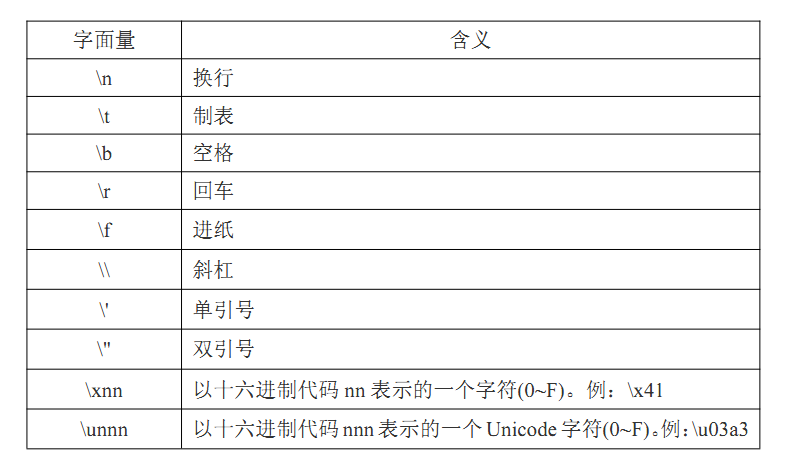 字面量 含义
\n 换行
\t 制表
\b 空格
\r 回车
\f 进纸
\\ 斜杠
\' 单引号
\" 双引号
\xnn 以十六进制代码 nn 表示的一个字符(0~F)。例：\x41
\unnn 以十六进制代码 nnn 表示的一个 Unicode 字符(0~F)。例：\u03a3